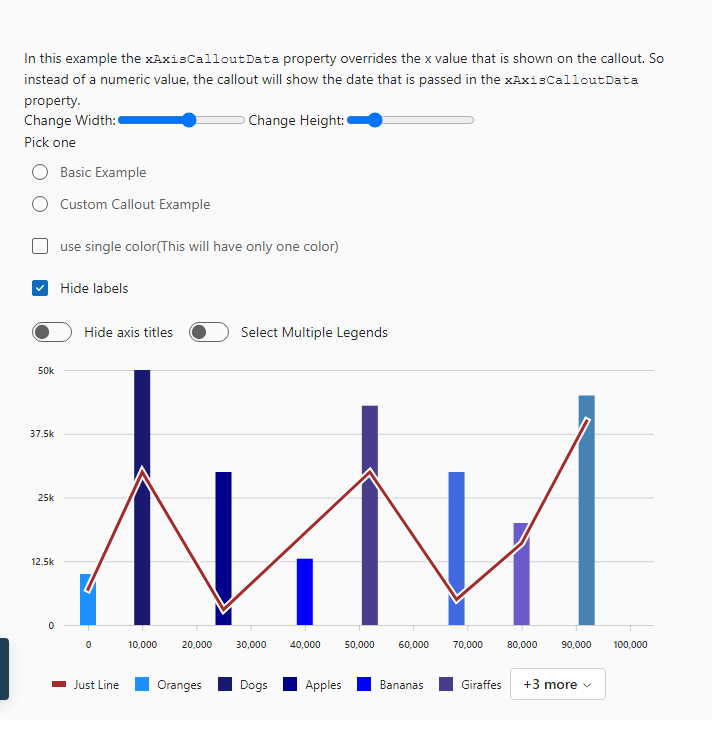 In this example the xAxisCalloutData property overrides the x value that is shown on the callout. So
instead of a numeric value, the callout will show the date that is passed in the xAxisCalloutData
property.
Change Width: Change Height:
Pick one
Basic Example
Custom Callout Example
use single color(This will have only one color)
Hide labels
Hide axis titles Select Multiple Legends
50k
37.5k
25k
12.5k
0
0 10,000 20,000 30,000 40,000 50,000 60,000 70,000 80,000 90,000 100,000
Just Line Oranges Dogs Apples Bananas Giraffes +3 more